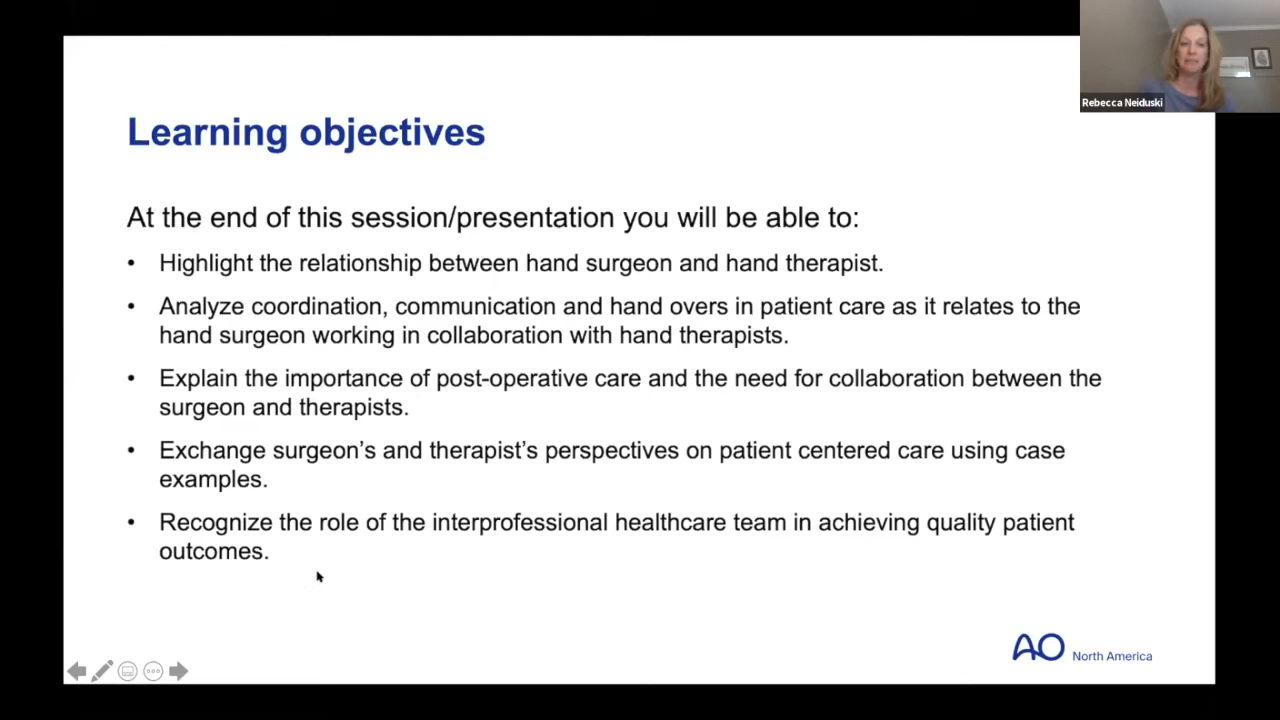 Rebecca Neiduski
Learning objectives
At the end of this session/presentation you will be able to:
• Highlight the relationship between hand surgeon and hand therapist.
• Analyze coordination, communication and hand overs in patient care as it relates to the
hand surgeon working in collaboration with hand therapists.
• Explain the importance of post-operative care and the need for collaboration between the
surgeon and therapists.
• Exchange surgeon’s and therapist’s perspectives on patient centered care using case
examples.
• Recognize the role of the interprofessional healthcare team in achieving quality patient
outcomes.
AO North America